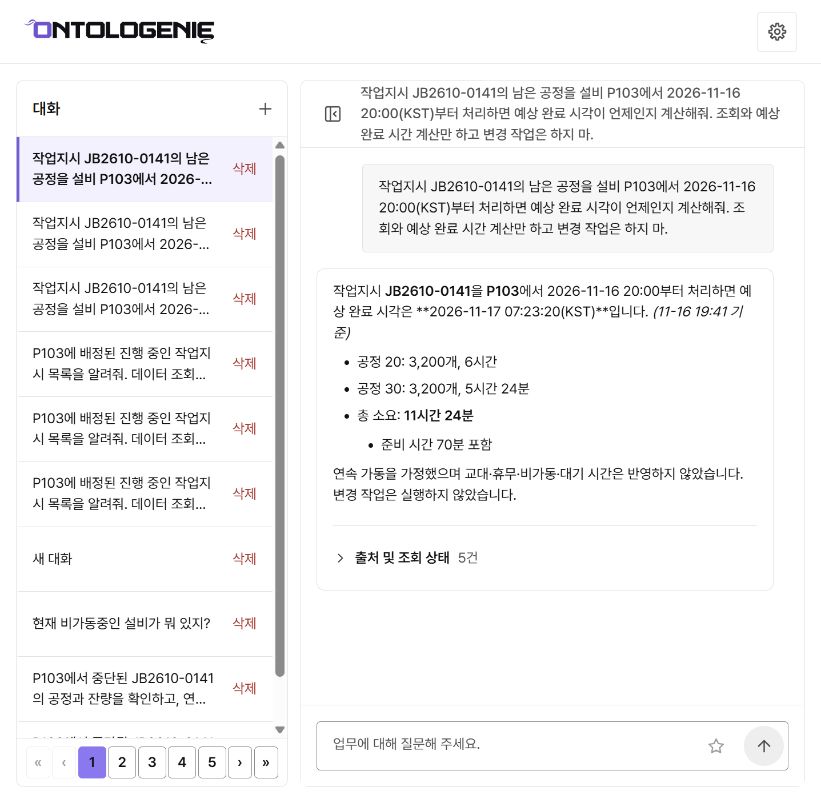 ONTOLOGENIE
대화
작업지시 JB2610-0141의 남은
공정을 설비 P103에서 2026-...
삭제
작업지시 JB2610-0141의 남은
공정을 설비 P103에서 2026-...
삭제
작업지시 JB2610-0141의 남은
공정을 설비 P103에서 2026-...
삭제
P103에 배정된 진행 중인 작업지
시 목록을 알려줘. 데이터 조회...
삭제
P103에 배정된 진행 중인 작업지
시 목록을 알려줘. 데이터 조회...
삭제
P103에 배정된 진행 중인 작업지
시 목록을 알려줘. 데이터 조회...
삭제
새 대화
삭제
현재 비가동중인 설비가 뭐 있지?
삭제
P103에서 중단된 JB2610-0141
의 공정과 잔량을 확인하고, 연...
삭제
« ‹ 1 2 3 4 5 › »
작업지시 JB2610-0141의 남은 공정을 설비 P103에서 2026-11-16
20:00(KST)부터 처리하면 예상 완료 시각이 언제인지 계산해줘. 조회와 예상
완료 시간 계산만 하고 변경 작업은 하지 마.
작업지시 JB2610-0141의 남은 공정을 설비 P103에서 2026-11-16
20:00(KST)부터 처리하면 예상 완료 시각이 언제인지 계산해줘. 조
회와 예상 완료 시간 계산만 하고 변경 작업은 하지 마.
작업지시 JB2610-0141을 P103에서 2026-11-16 20:00부터 처리하면 예
상 완료 시각은 **2026-11-17 07:23:20(KST)**입니다. (11-16 19:41 기
준)
• 공정 20: 3,200개, 6시간
• 공정 30: 3,200개, 5시간 24분
• 총 소요: 11시간 24분
• 준비 시간 70분 포함
연속 가동을 가정했으며 교대·휴무·비가동·대기 시간은 반영하지 않았습니다.
변경 작업은 실행하지 않았습니다.
출처 및 조회 상태 5건
업무에 대해 질문해 주세요.